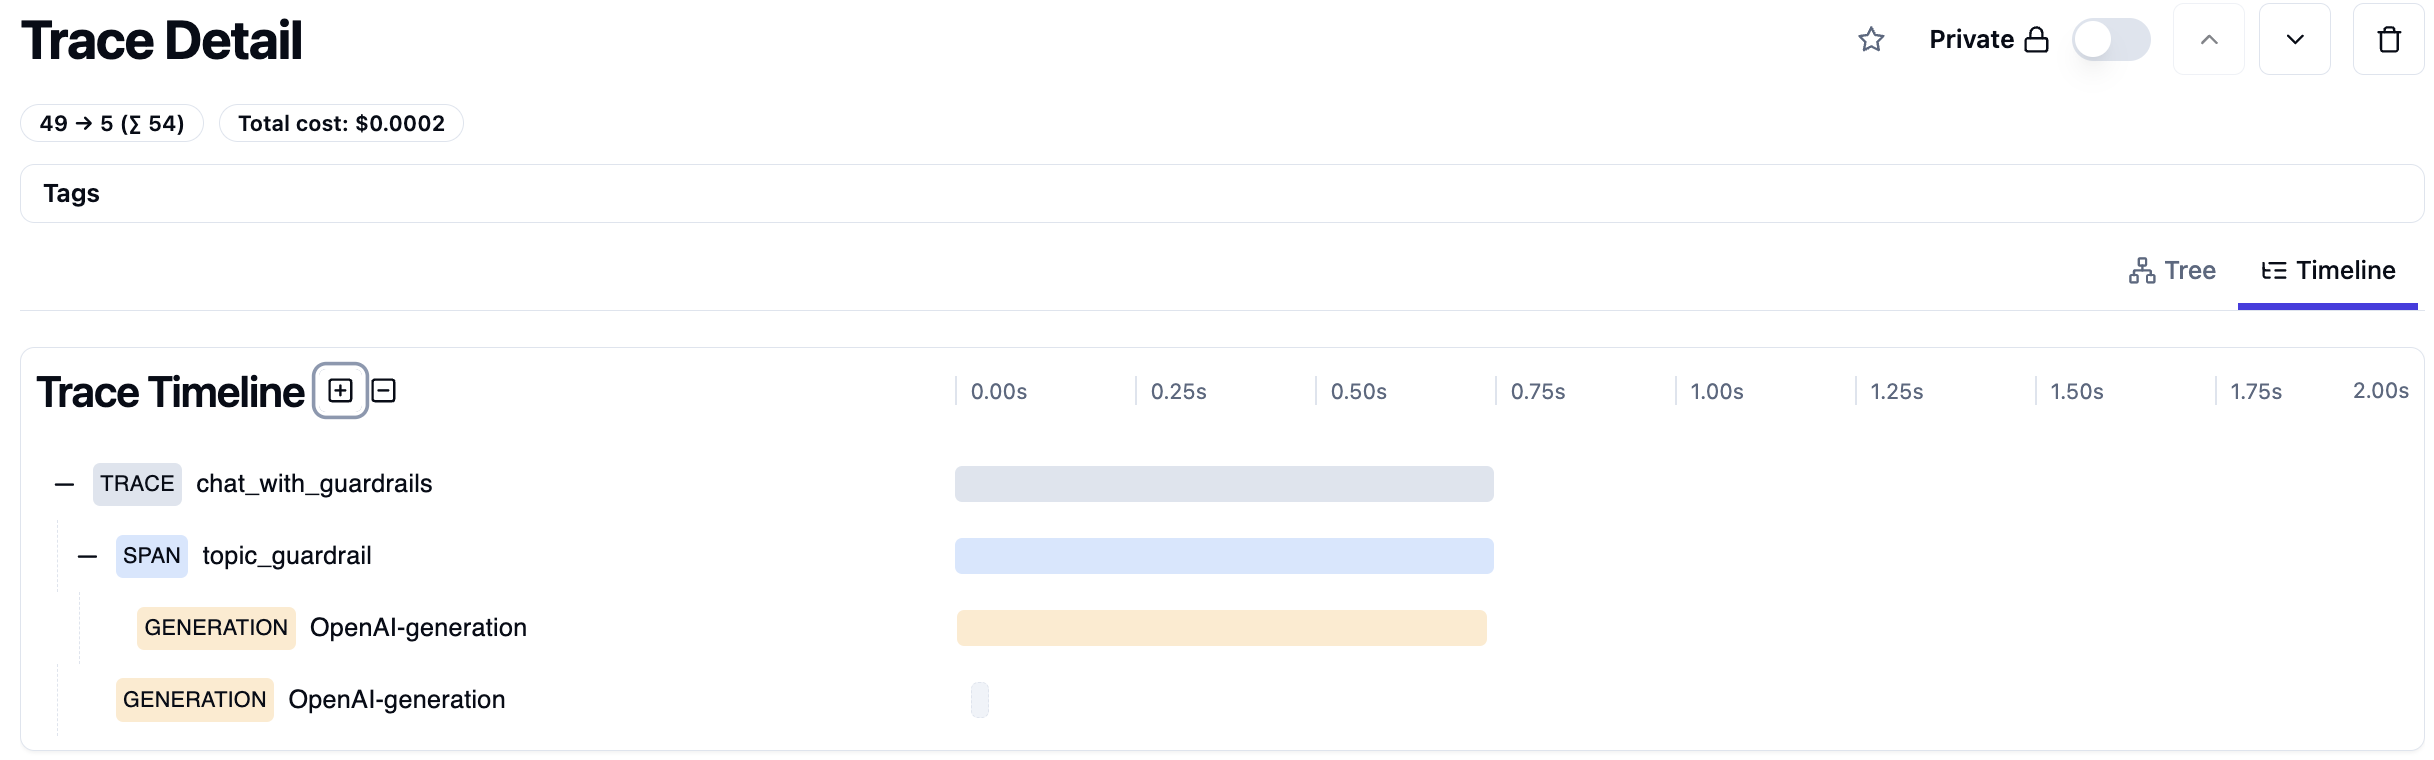 Trace Detail
Private
49 → 5 (∑ 54)
Total cost: $0.0002
Tags
Tree
Timeline
Trace Timeline
0.00s 0.25s 0.50s 0.75s 1.00s 1.25s 1.50s 1.75s 2.00s
TRACE chat_with_guardrails
SPAN topic_guardrail
GENERATION OpenAI-generation
GENERATION OpenAI-generation